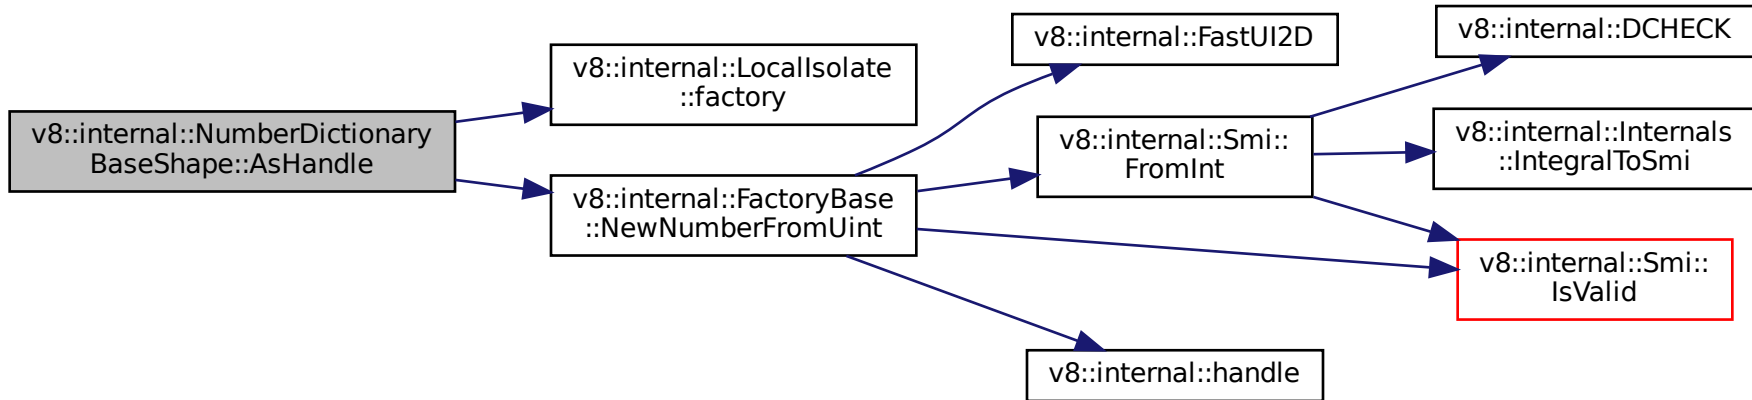 v8::internal::NumberDictionary
BaseShape::AsHandle
v8::internal::LocalIsolate
::factory
v8::internal::FactoryBase
::NewNumberFromUint
v8::internal::FastUI2D
v8::internal::Smi::
FromInt
v8::internal::handle
v8::internal::DCHECK
v8::internal::Internals
::IntegralToSmi
v8::internal::Smi::
IsValid